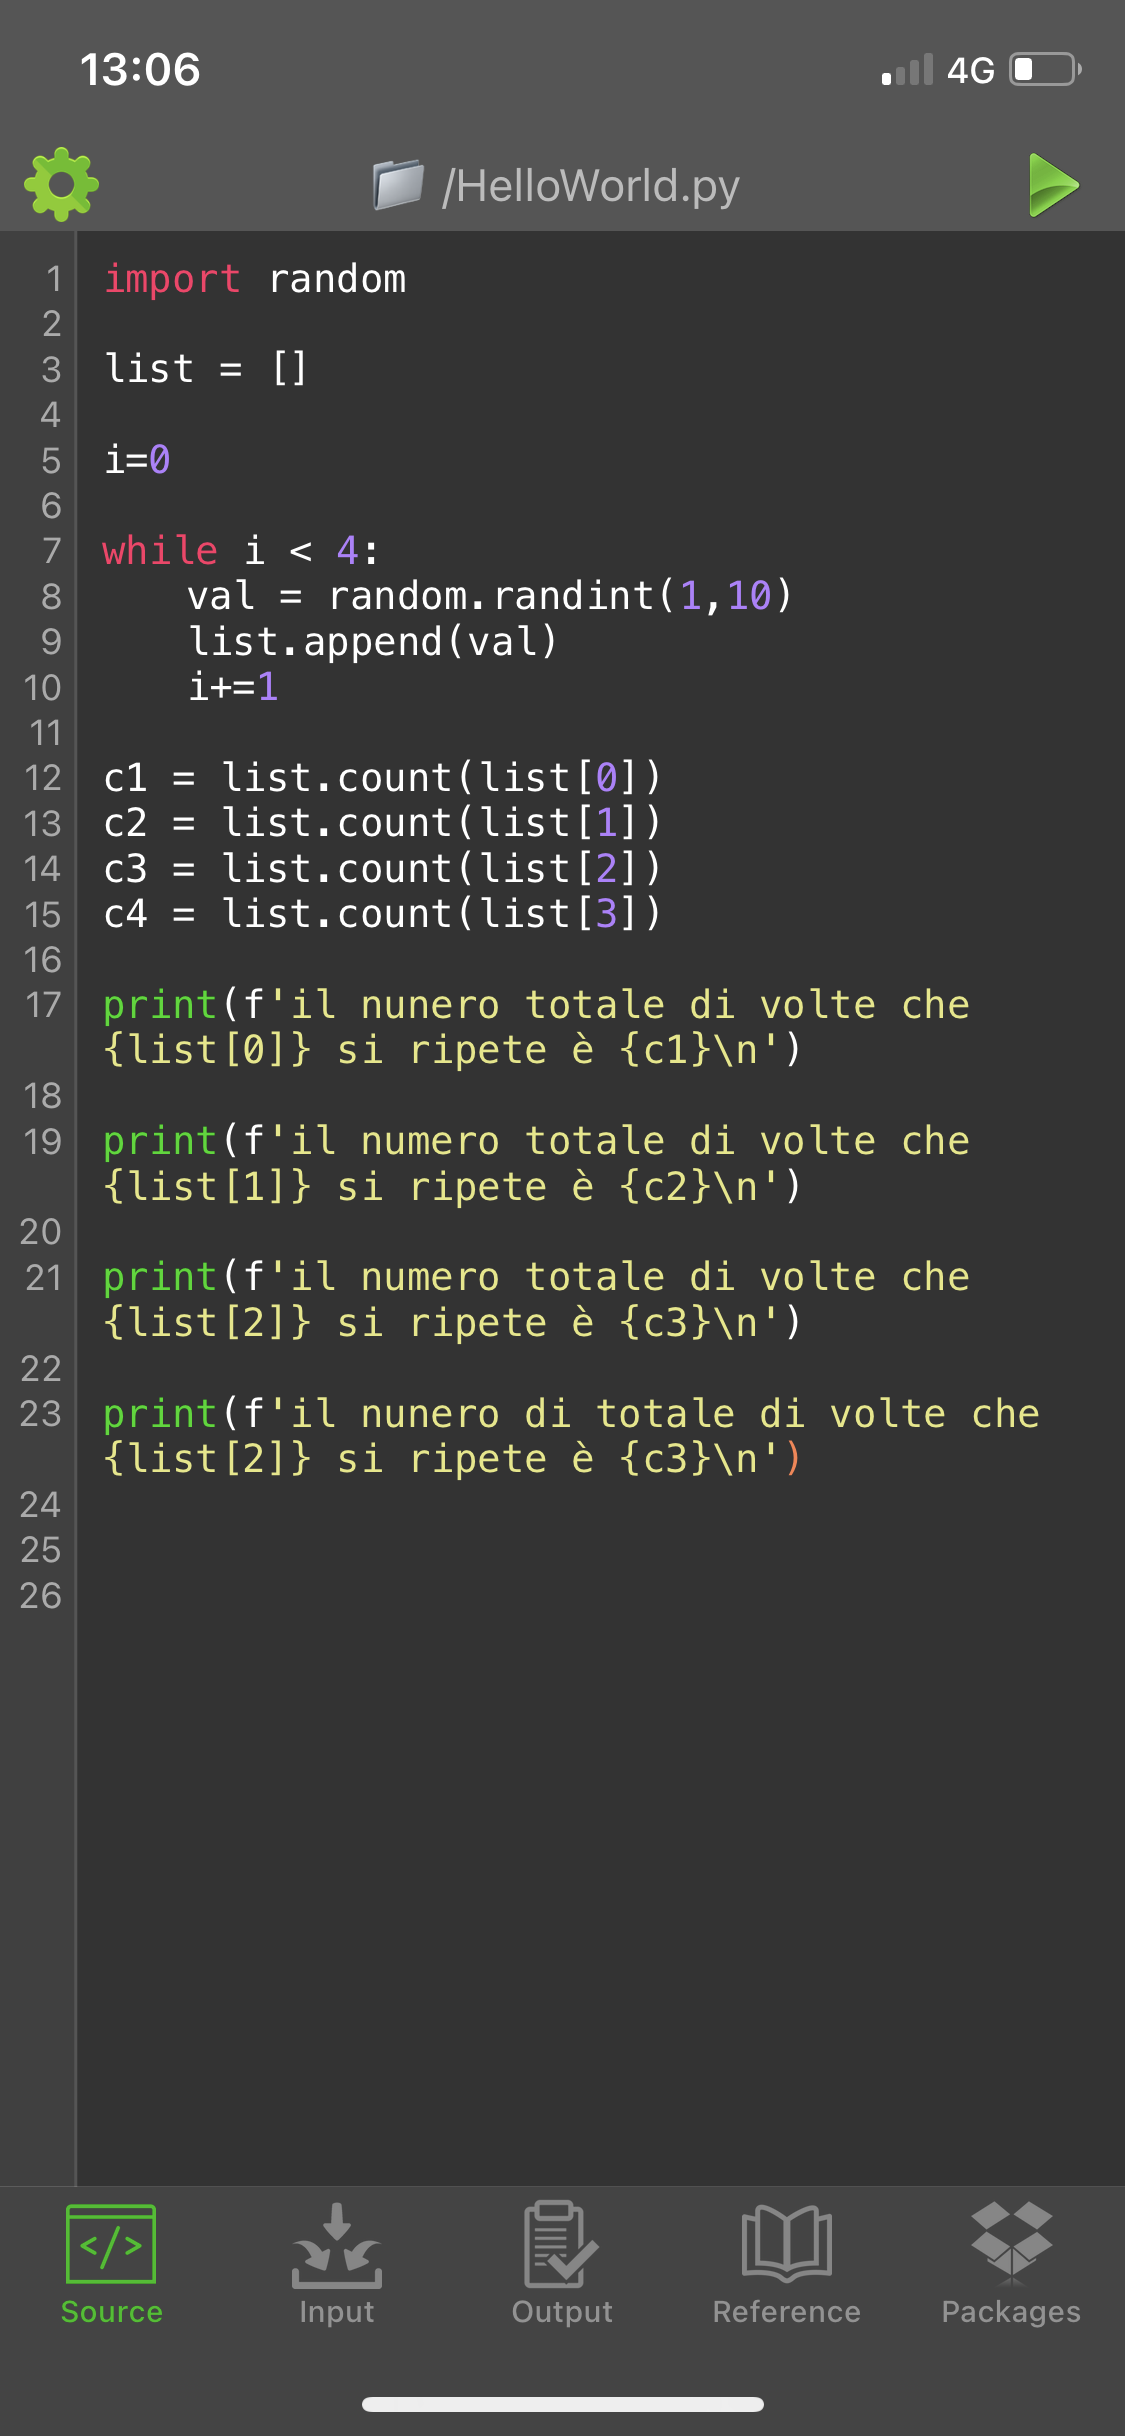 13:06
4G
/HelloWorld.py
1 import random
2
3 list = []
4
5 i=0
6
7 while i < 4:
8     val = random.randint(1,10)
9     list.append(val)
10     i+=1
11
12 c1 = list.count(list[0])
13 c2 = list.count(list[1])
14 c3 = list.count(list[2])
15 c4 = list.count(list[3])
16
17 print(f'il nunero totale di volte che
{list[0]} si ripete è {c1}\n')
18
19 print(f'il numero totale di volte che
{list[1]} si ripete è {c2}\n')
20
21 print(f'il numero totale di volte che
{list[2]} si ripete è {c3}\n')
22
23 print(f'il nunero di totale di volte che
{list[2]} si ripete è {c3}\n')
24
25
26
</>
Source Input Output Reference Packages